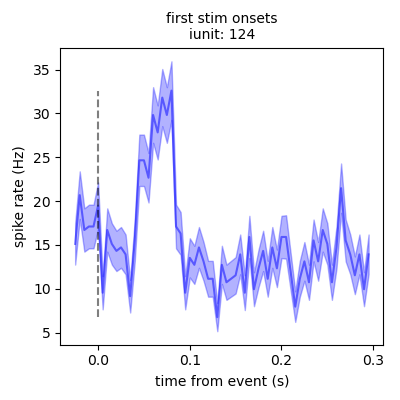 first stim onsets
iunit: 124
35
30
25
20
15
10
5
spike rate (Hz)
0.0
0.1
0.2
0.3
time from event (s)